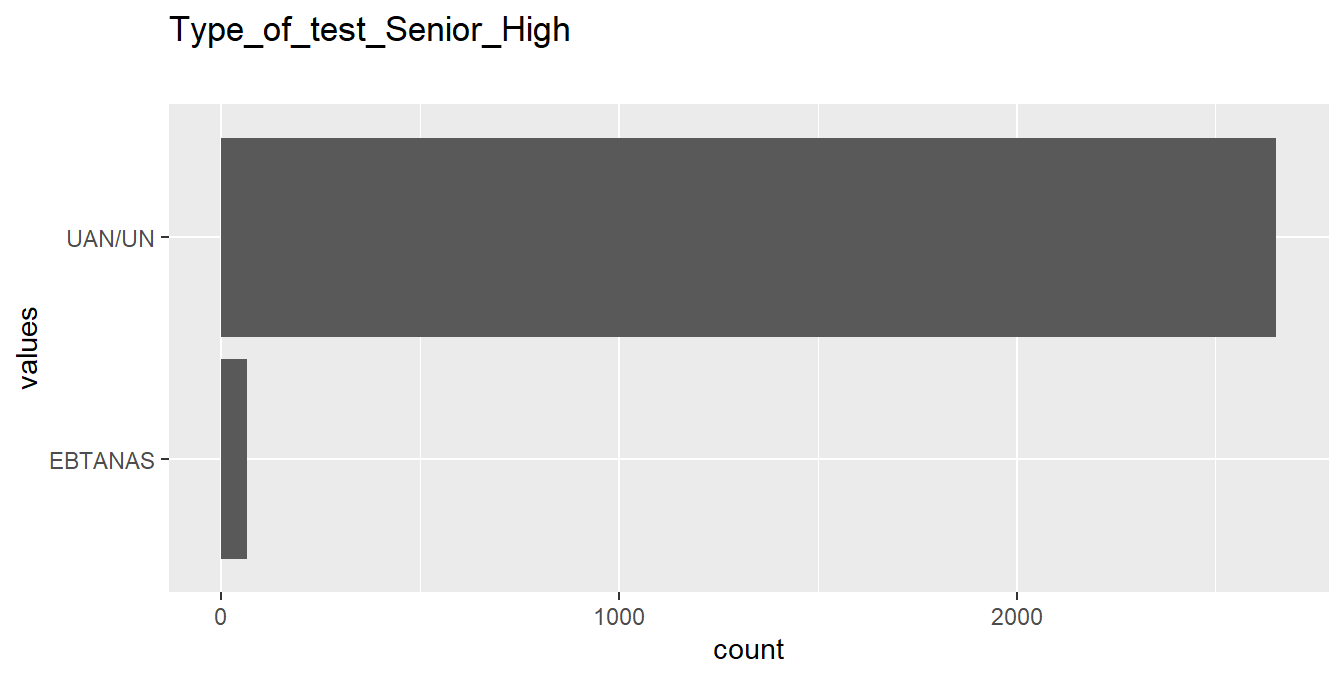 Type_of_test_Senior_High
values
UAN/UN
EBTANAS
0 1000 2000
count